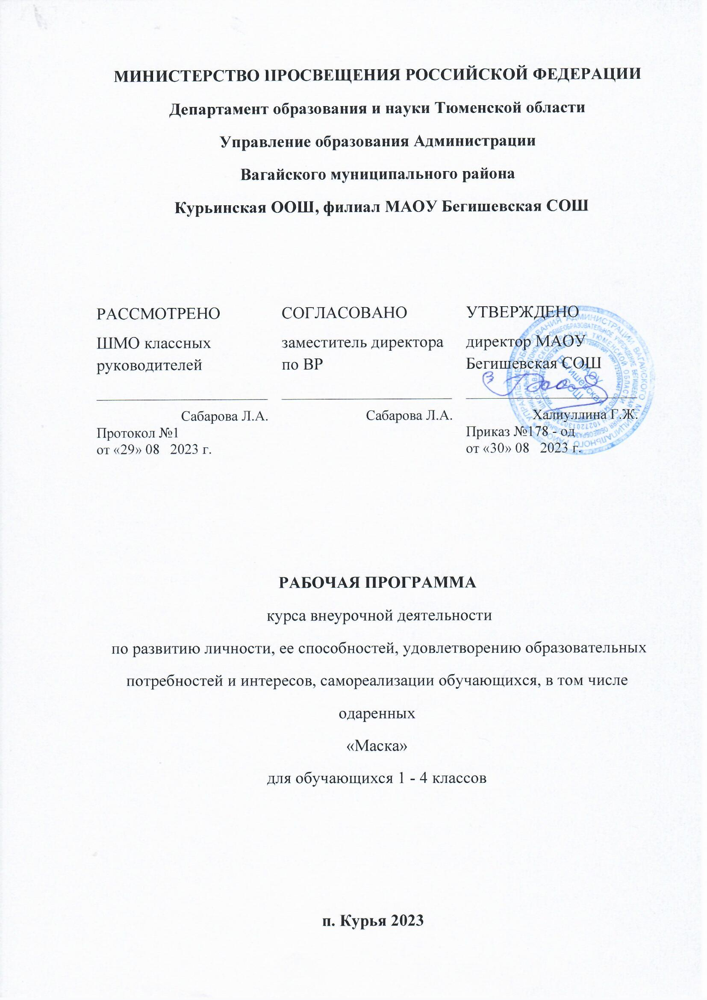 МИНИСТЕРСТВО ПРОСВЕЩЕНИЯ РОССИЙСКОЙ ФЕДЕРАЦИИ
Департамент образования и науки Тюменской области
Управление образования Администрации
Вагайского муниципального района
Курьинская ООШ, филиал МАОУ Бегишевская СОШ
РАССМОТРЕНО
ШМО классных
руководителей
Сабарова Л.А.
Протокол №1
от «29» 08 2023 г.
СОГЛАСОВАНО
заместитель директора
по ВР
Сабарова Л.А.
УТВЕРЖДЕНО
директор МАОУ
Бегишевская СОШ
Халиуллина Г.Ж.
Приказ №178 - од
от «30» 08 2023 г.
МАОУ
Бегишевская
СОШ
РАБОЧАЯ ПРОГРАММА
курса внеурочной деятельности
по развитию личности, ее способностей, удовлетворению образовательных
потребностей и интересов, самореализации обучающихся, в том числе
одаренных
«Маска»
для обучающихся 1 - 4 классов
п. Курья 2023